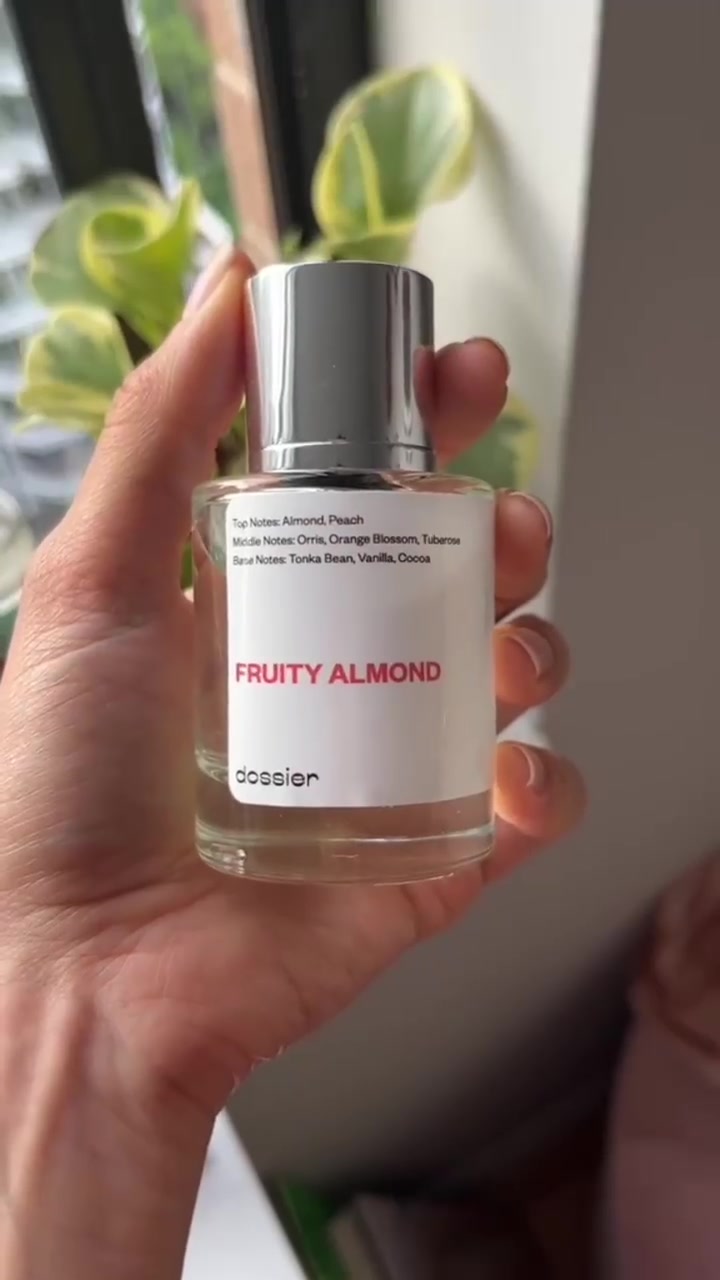 Top Notes: Almond, Peach
Middle Notes: Orris, Orange Blossom, Tuberose
Base Notes: Tonka Bean, Vanilla, Cocoa
FRUITY ALMOND
dossier